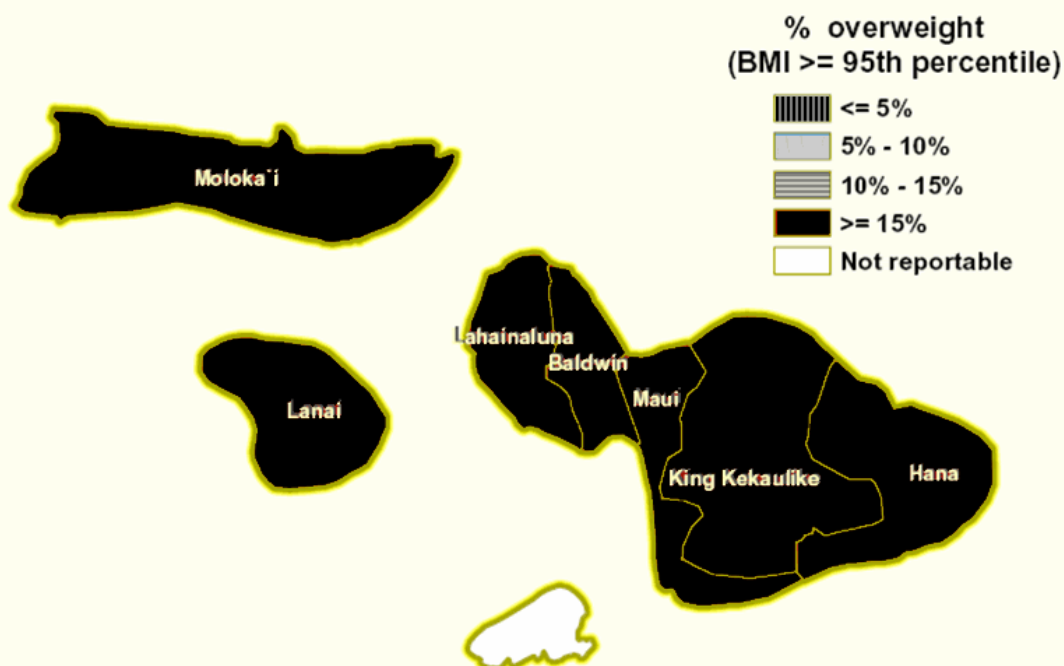 % overweight
(BMI >= 95th percentile)
<= 5%
5% - 10%
10% - 15%
>= 15%
Not reportable
Moloka`i
Lahainaluna
Baldwin
Maui
Lanai
King Kekaulike
Hana